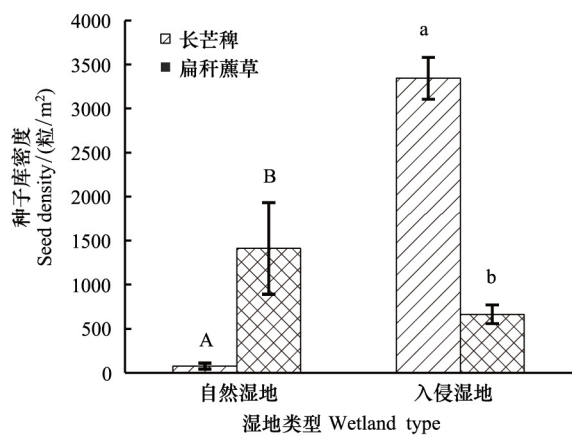 4000
3500
3000
2500
2000
1500
1000
500
0
种子库密度
Seed density/(粒/m²)
长芒稗
扁秆藨草
A
B
a
b
自然湿地
入侵湿地
湿地类型 Wetland type